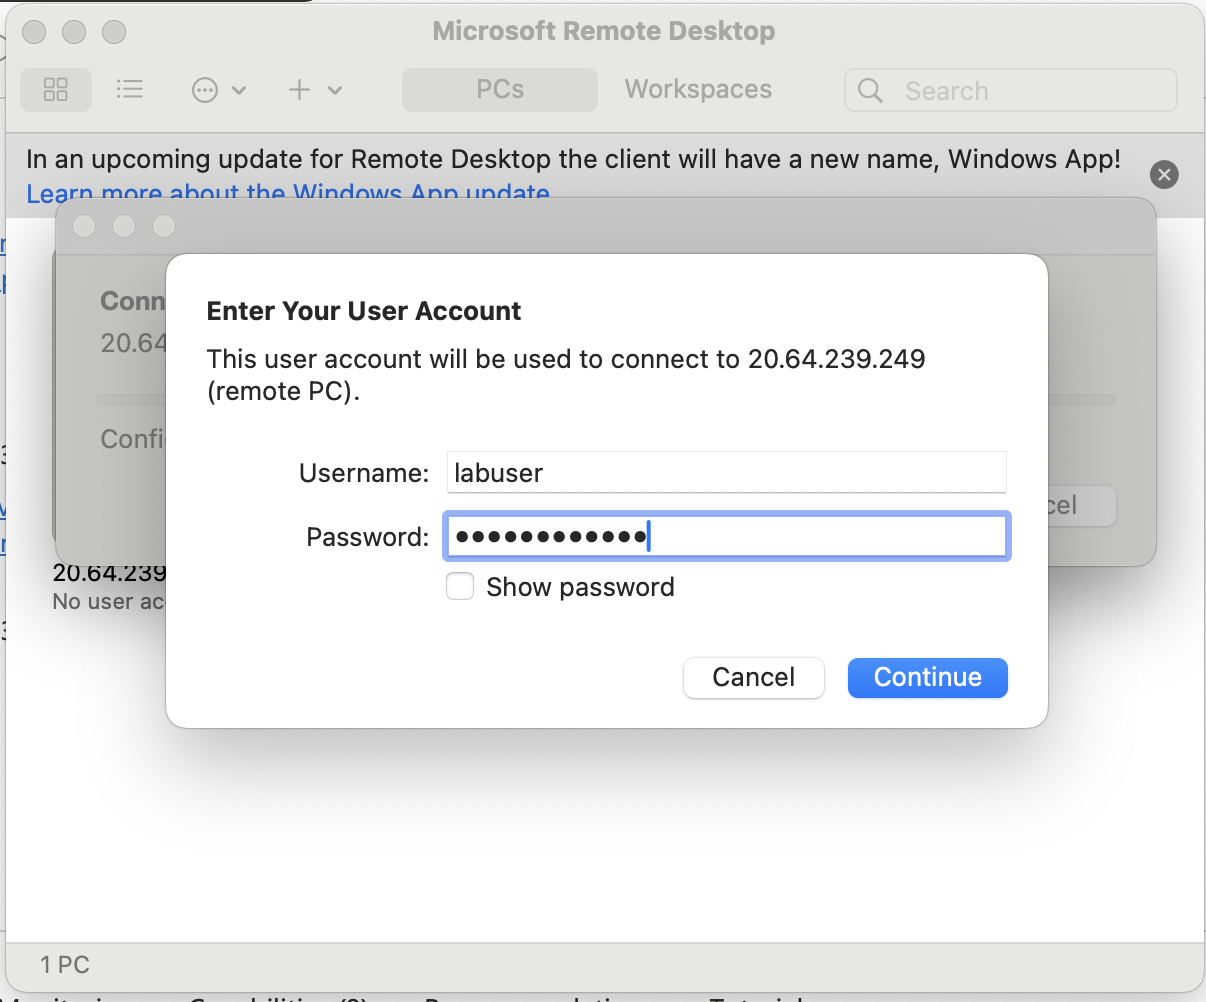 Microsoft Remote Desktop
PCs
Workspaces
Search
In an upcoming update for Remote Desktop the client will have a new name, Windows App!
Learn more about the Windows App update
Conn
20.64
Confi
cel
Enter Your User Account
This user account will be used to connect to 20.64.239.249
(remote PC).
Username: labuser
Password: ••••••••••••
Show password
Cancel
Continue
20.64.239
No user ac
1 PC